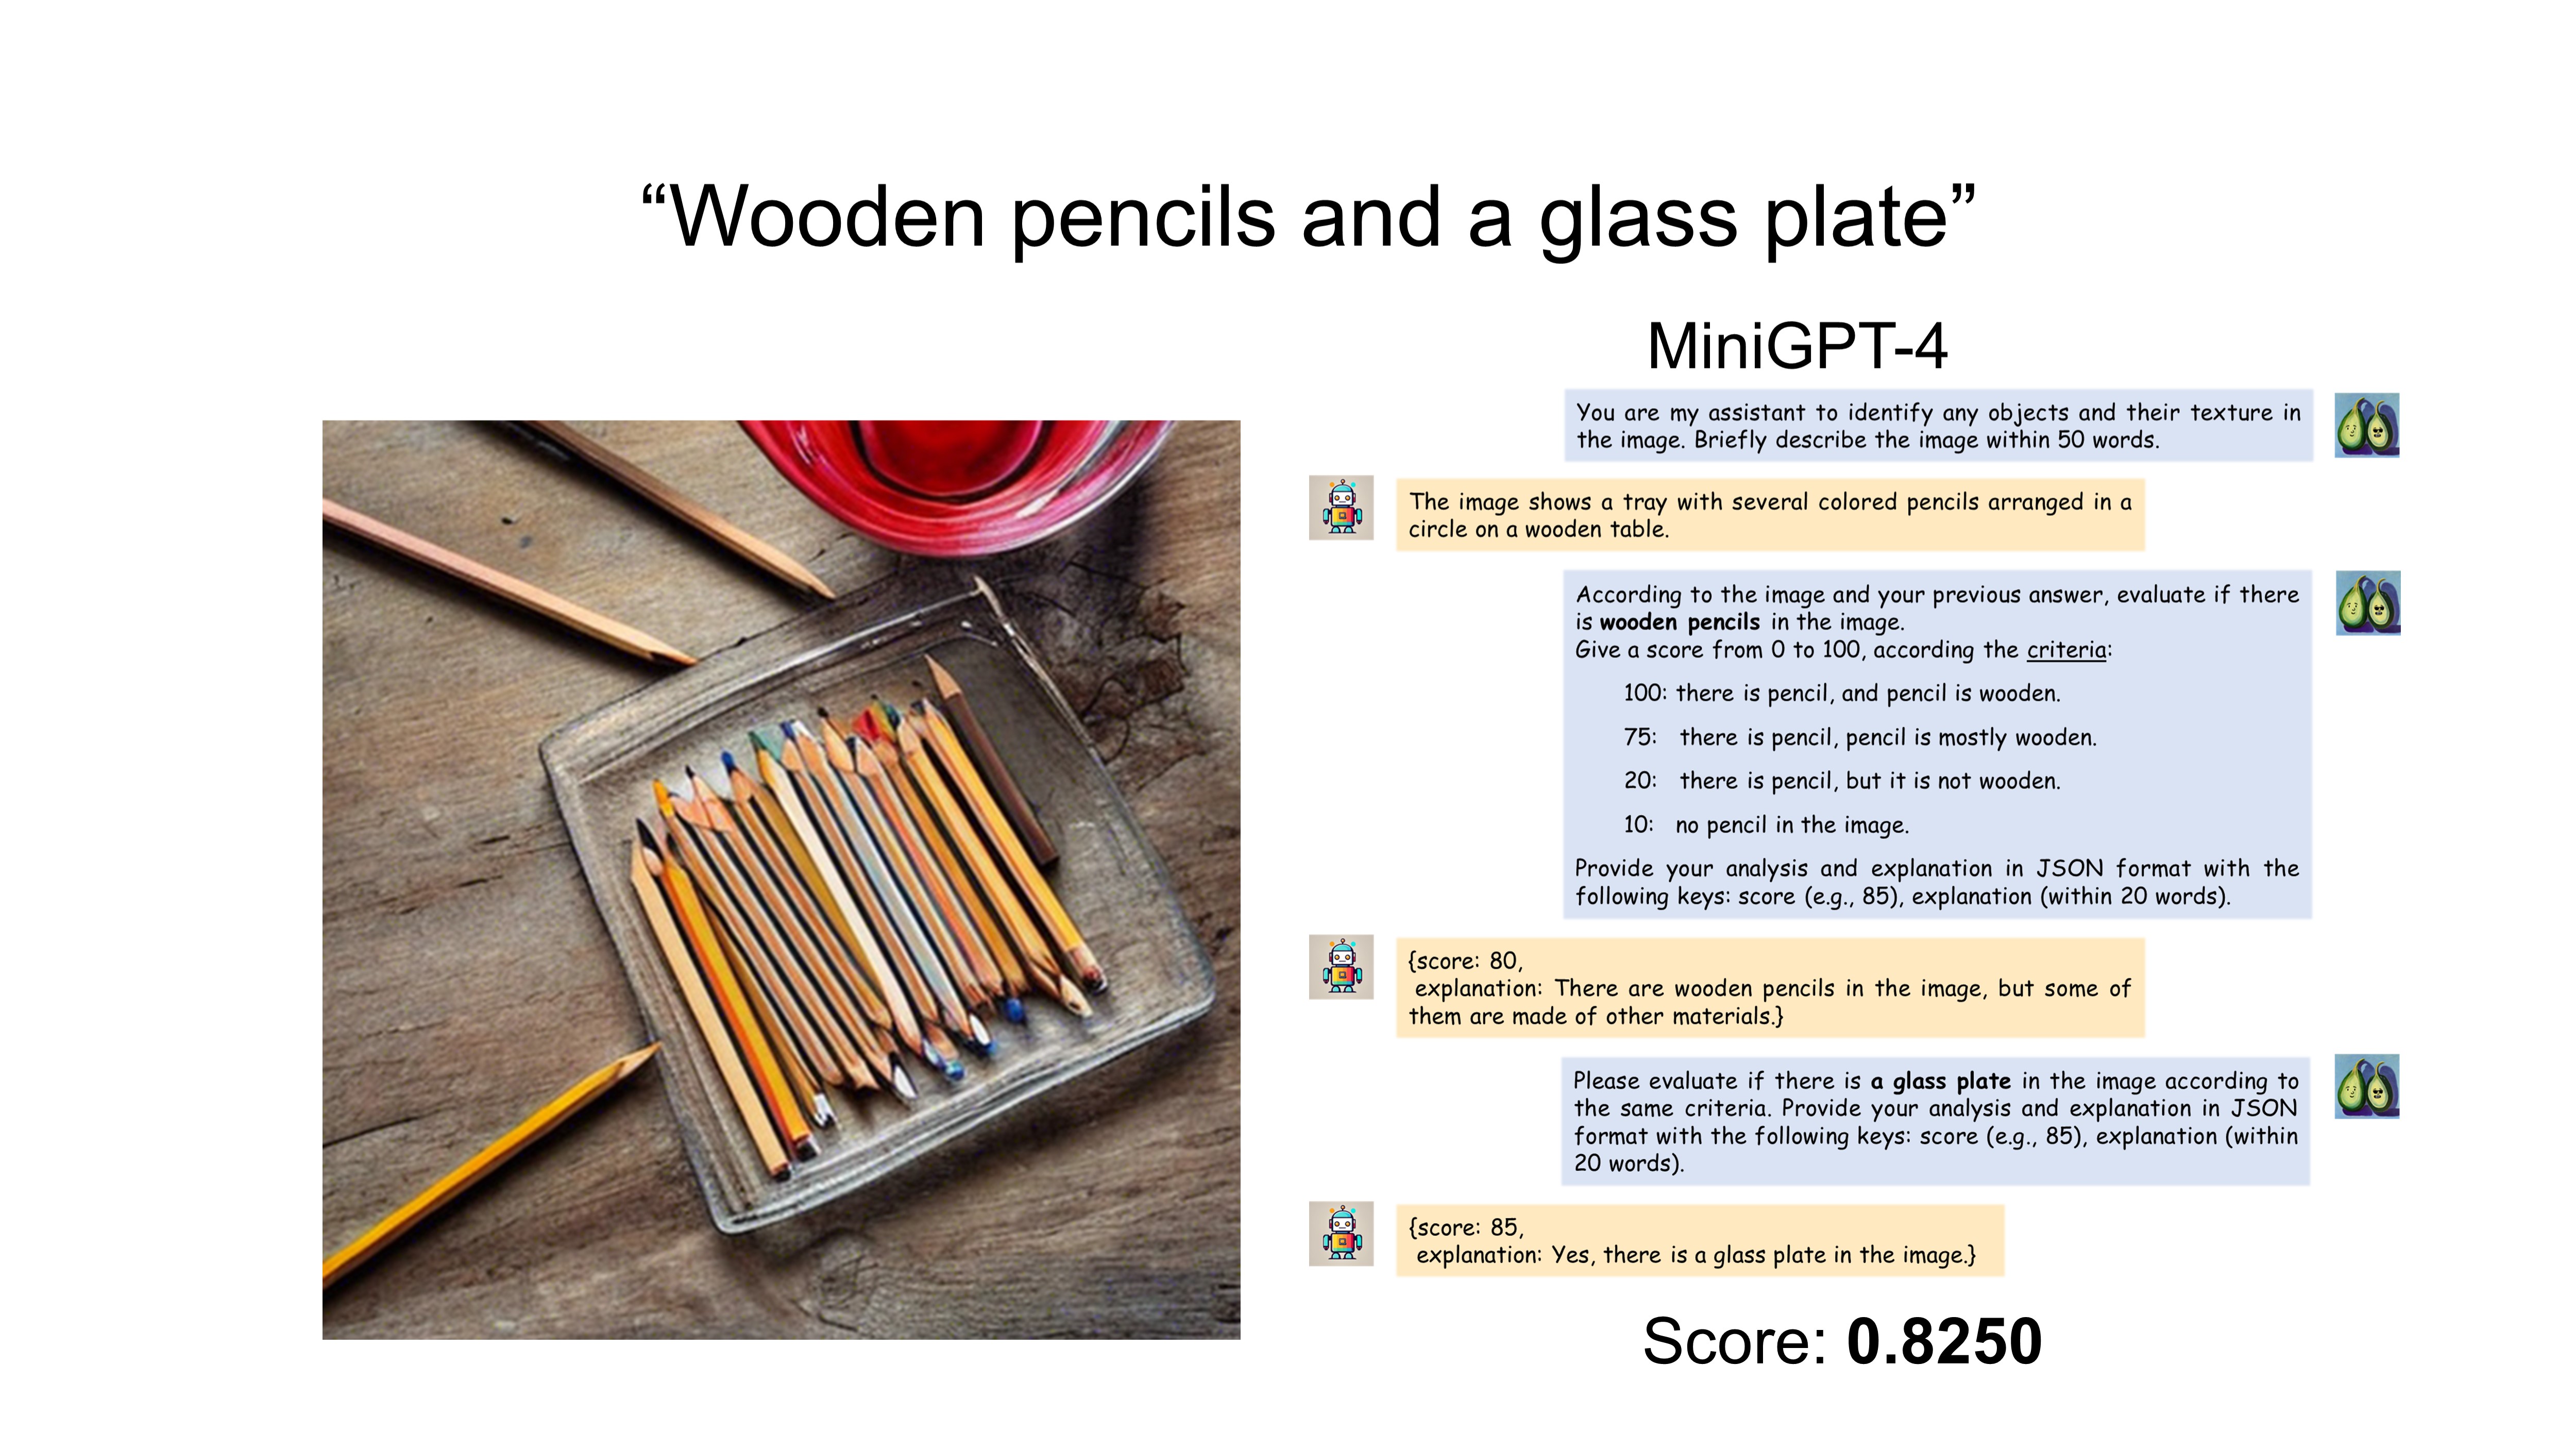 “Wooden pencils and a glass plate”
MiniGPT-4
You are my assistant to identify any objects and their texture in
the image. Briefly describe the image within 50 words.
The image shows a tray with several colored pencils arranged in a
circle on a wooden table.
According to the image and your previous answer, evaluate if there
is wooden pencils in the image.
Give a score from 0 to 100, according the criteria:
100: there is pencil, and pencil is wooden.
75: there is pencil, pencil is mostly wooden.
20: there is pencil, but it is not wooden.
10: no pencil in the image.
Provide your analysis and explanation in JSON format with the
following keys: score (e.g., 85), explanation (within 20 words).
{score: 80,
explanation: There are wooden pencils in the image, but some of
them are made of other materials.}
Please evaluate if there is a glass plate in the image according to
the same criteria. Provide your analysis and explanation in JSON
format with the following keys: score (e.g., 85), explanation (within
20 words).
{score: 85,
explanation: Yes, there is a glass plate in the image.}
Score: 0.8250